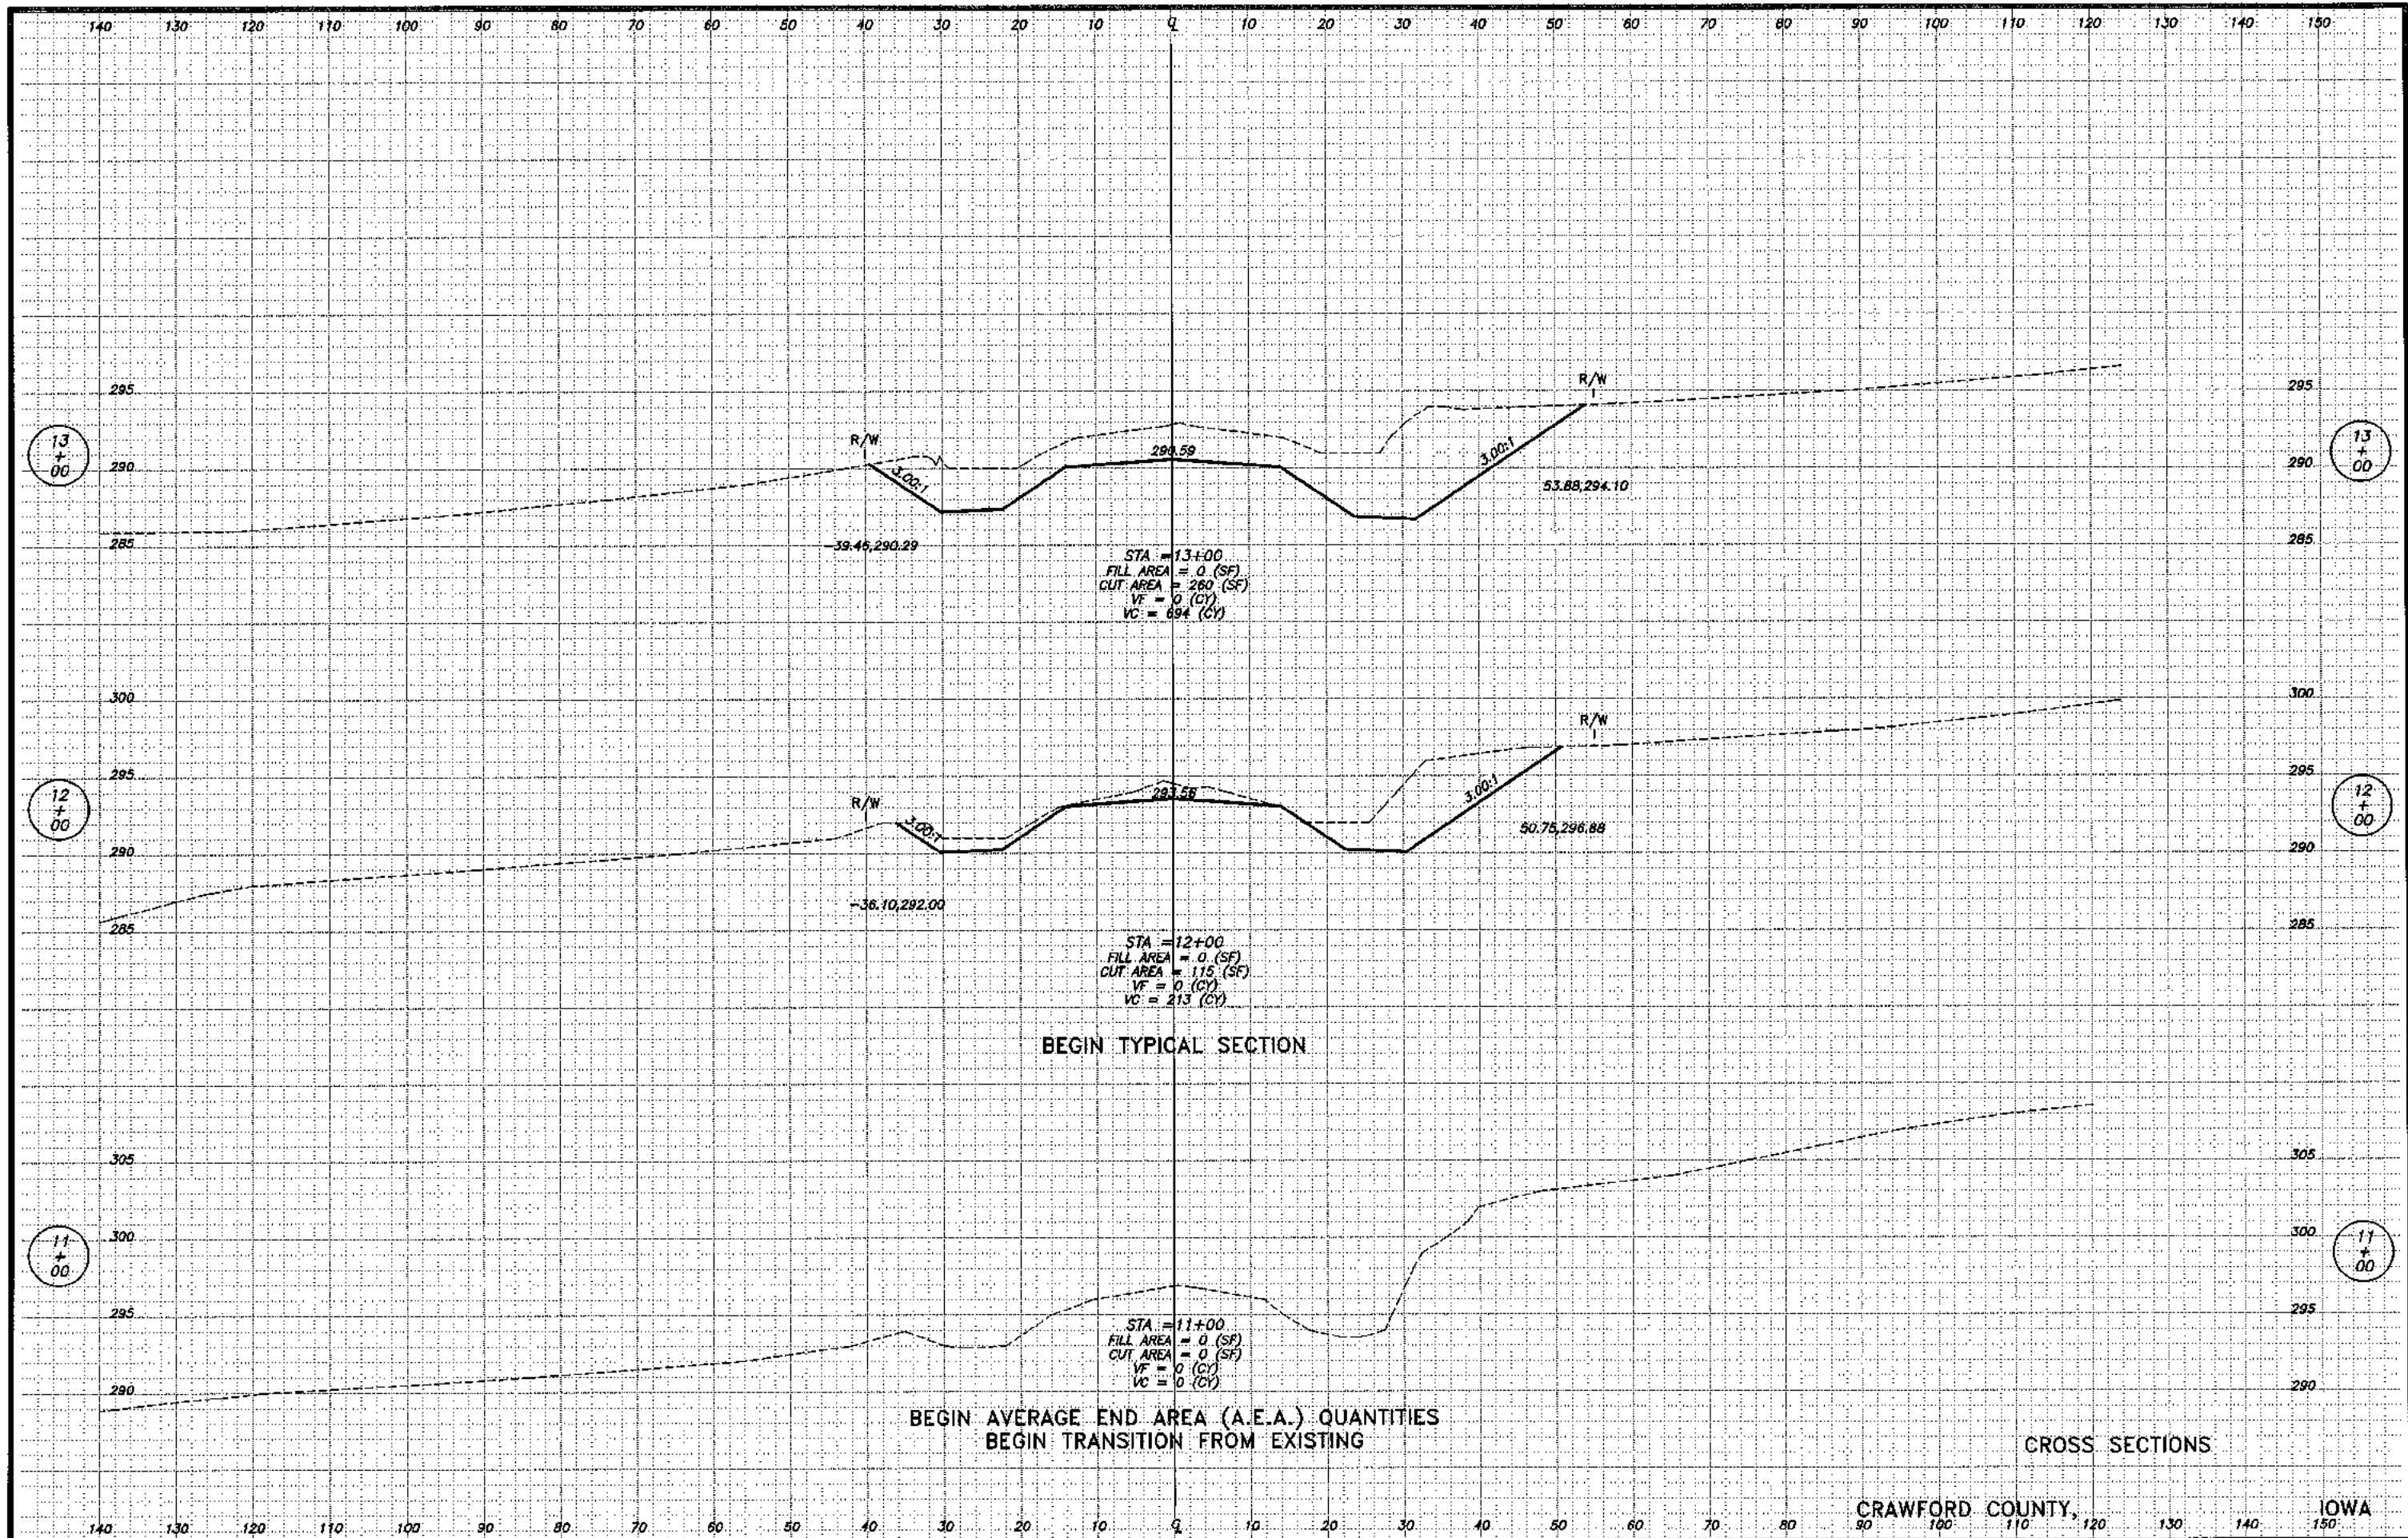 140 130 120 110 100 90 80 70 60 50 40 30 20 10 ℄ 10 20 30 40 50 60 70 80 90 100 110 120 130 140 150
295 295
R/W
R/W
13 + 00
290.59
13 + 00
290 290
3.00:1
3.00:1
53.88,294.10
285 285
-39.46,290.29
STA =13+00
FILL AREA = 0 (SF)
CUT AREA = 260 (SF)
VF = 0 (CY)
VC = 694 (CY)
300 300
R/W
295 295
12 + 00
R/W
293.56
3.00:1
12 + 00
3.00:1
50.75,296.88
290 290
-36.10,292.00
285 285
STA =12+00
FILL AREA = 0 (SF)
CUT AREA = 115 (SF)
VF = 0 (CY)
VC = 213 (CY)
BEGIN TYPICAL SECTION
305 305
300 300
11 + 00
11 + 00
295 295
STA =11+00
FILL AREA = 0 (SF)
CUT AREA = 0 (SF)
VF = 0 (CY)
VC = 0 (CY)
290 290
BEGIN AVERAGE END AREA (A.E.A.) QUANTITIES
BEGIN TRANSITION FROM EXISTING
CROSS SECTIONS
CRAWFORD COUNTY, IOWA
140 130 120 110 100 90 80 70 60 50 40 30 20 10 ℄ 10 20 30 40 50 60 70 80 90 100 110 120 130 140 150